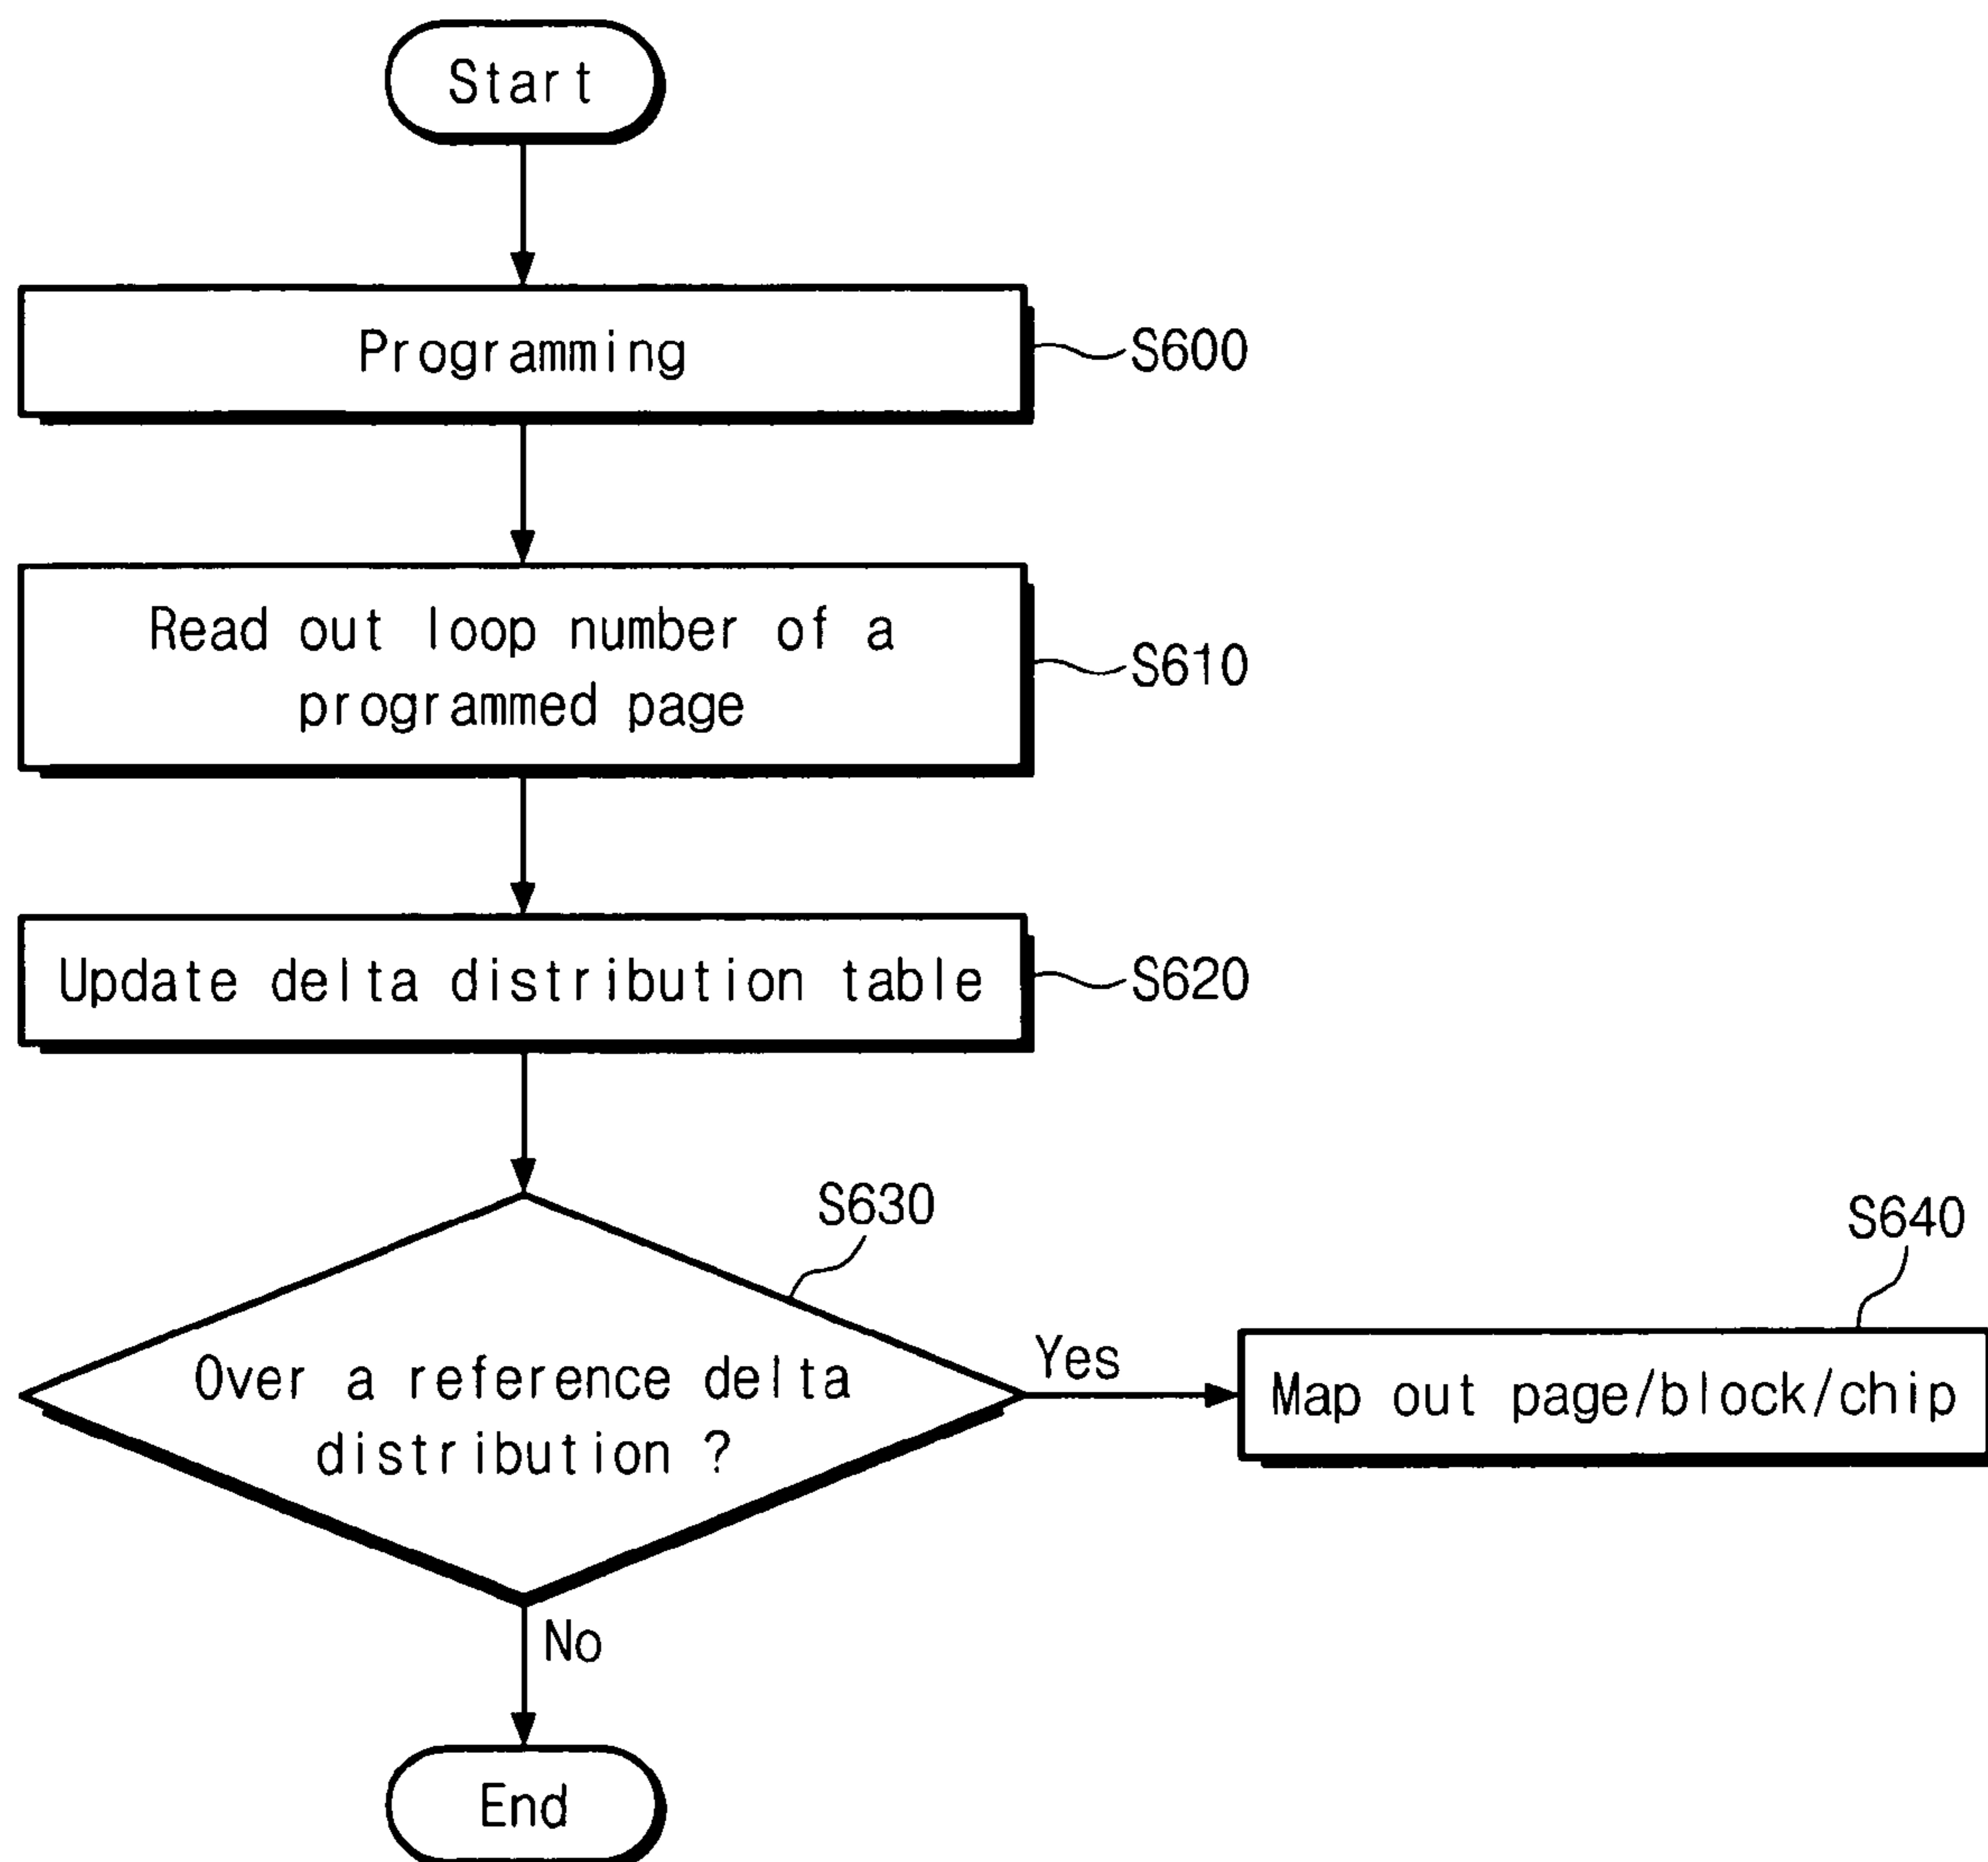 Start
Programming
S600
Read out loop number of a
programmed page
S610
Update delta distribution table
S620
S630
Over a reference delta
distribution ?
Yes
S640
Map out page/block/chip
No
End